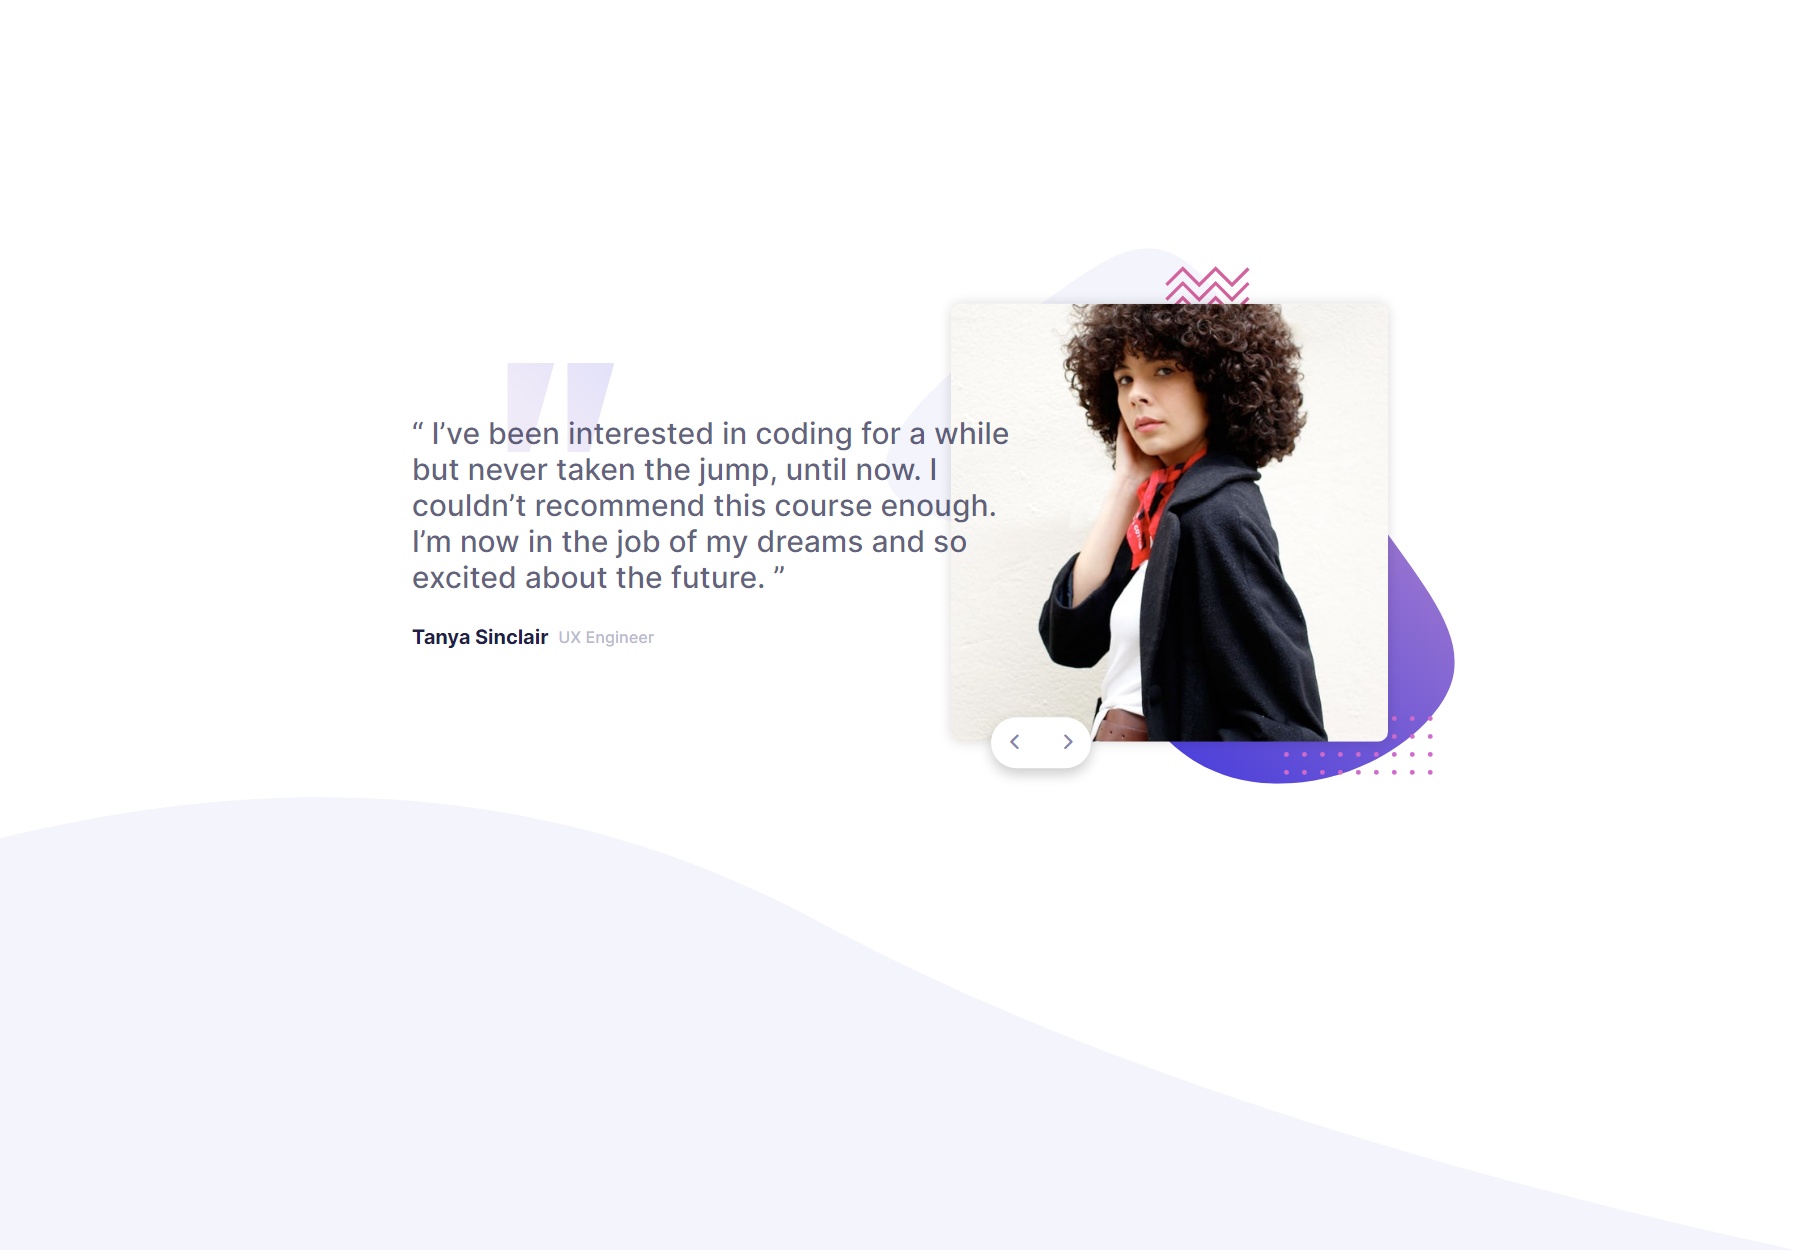 “ I’ve been interested in coding for a while
but never taken the jump, until now. I
couldn’t recommend this course enough.
I’m now in the job of my dreams and so
excited about the future. ”
Tanya Sinclair UX Engineer